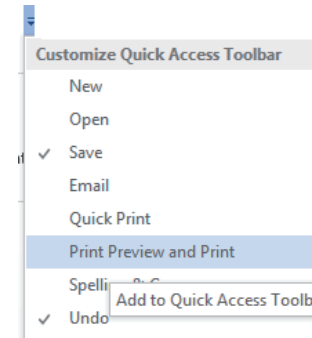 Customize Quick Access Toolbar
New
Open
Save
Email
Quick Print
Print Preview and Print
Add to Quick Access Toolb
Undo